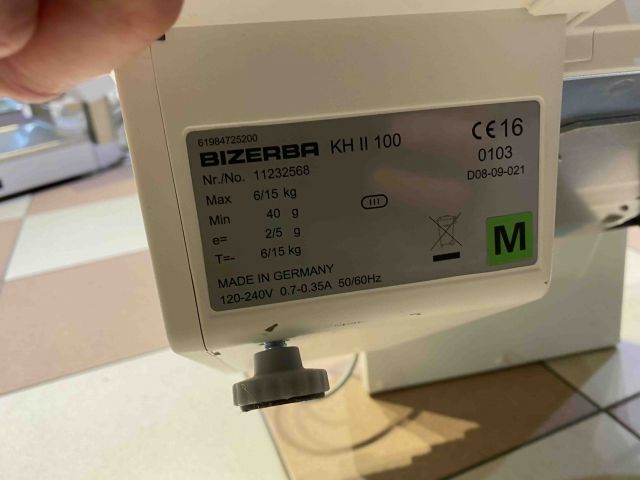 61984725200
BIZERBA KH II 100
CE 16
0103
D08-09-021
Nr./No. 11232568
Max 6/15 kg
Min 40 g
e= 2/5 g
T=- 6/15 kg
III
M
MADE IN GERMANY
120-240V 0.7-0.35A 50/60Hz